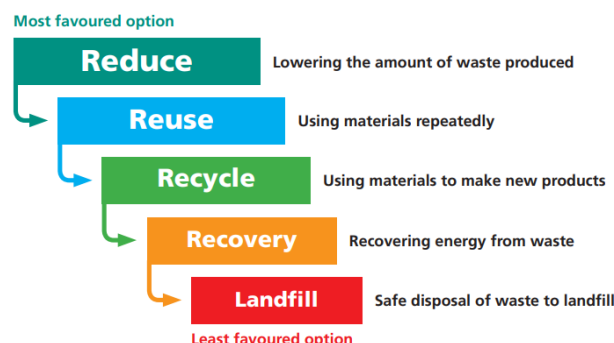 Most favoured option
Reduce
Lowering the amount of waste produced
Reuse
Using materials repeatedly
Recycle
Using materials to make new products
Recovery
Recovering energy from waste
Landfill
Safe disposal of waste to landfill
Least favoured option